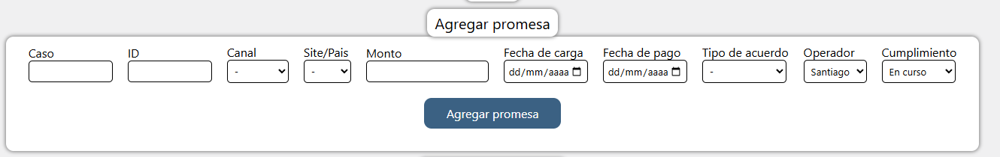 Agregar promesa
Caso ID Canal Site/Pais Monto Fecha de carga Fecha de pago Tipo de acuerdo Operador Cumplimiento
- - dd/mm/aaaa dd/mm/aaaa - Santiago En curso
Agregar promesa